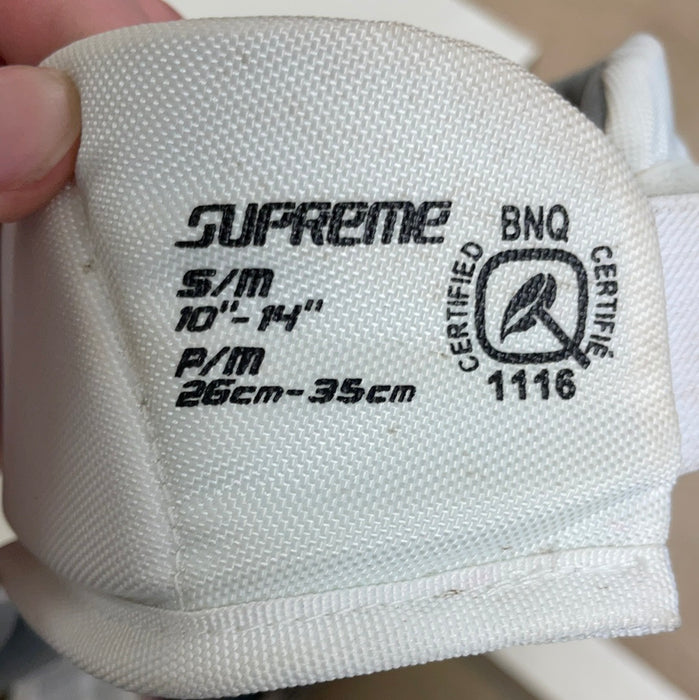 SUPREME
S/M
10"-14"
P/M
26cm-35cm
BNQ
CERTIFIED
CERTIFIÉ
1116